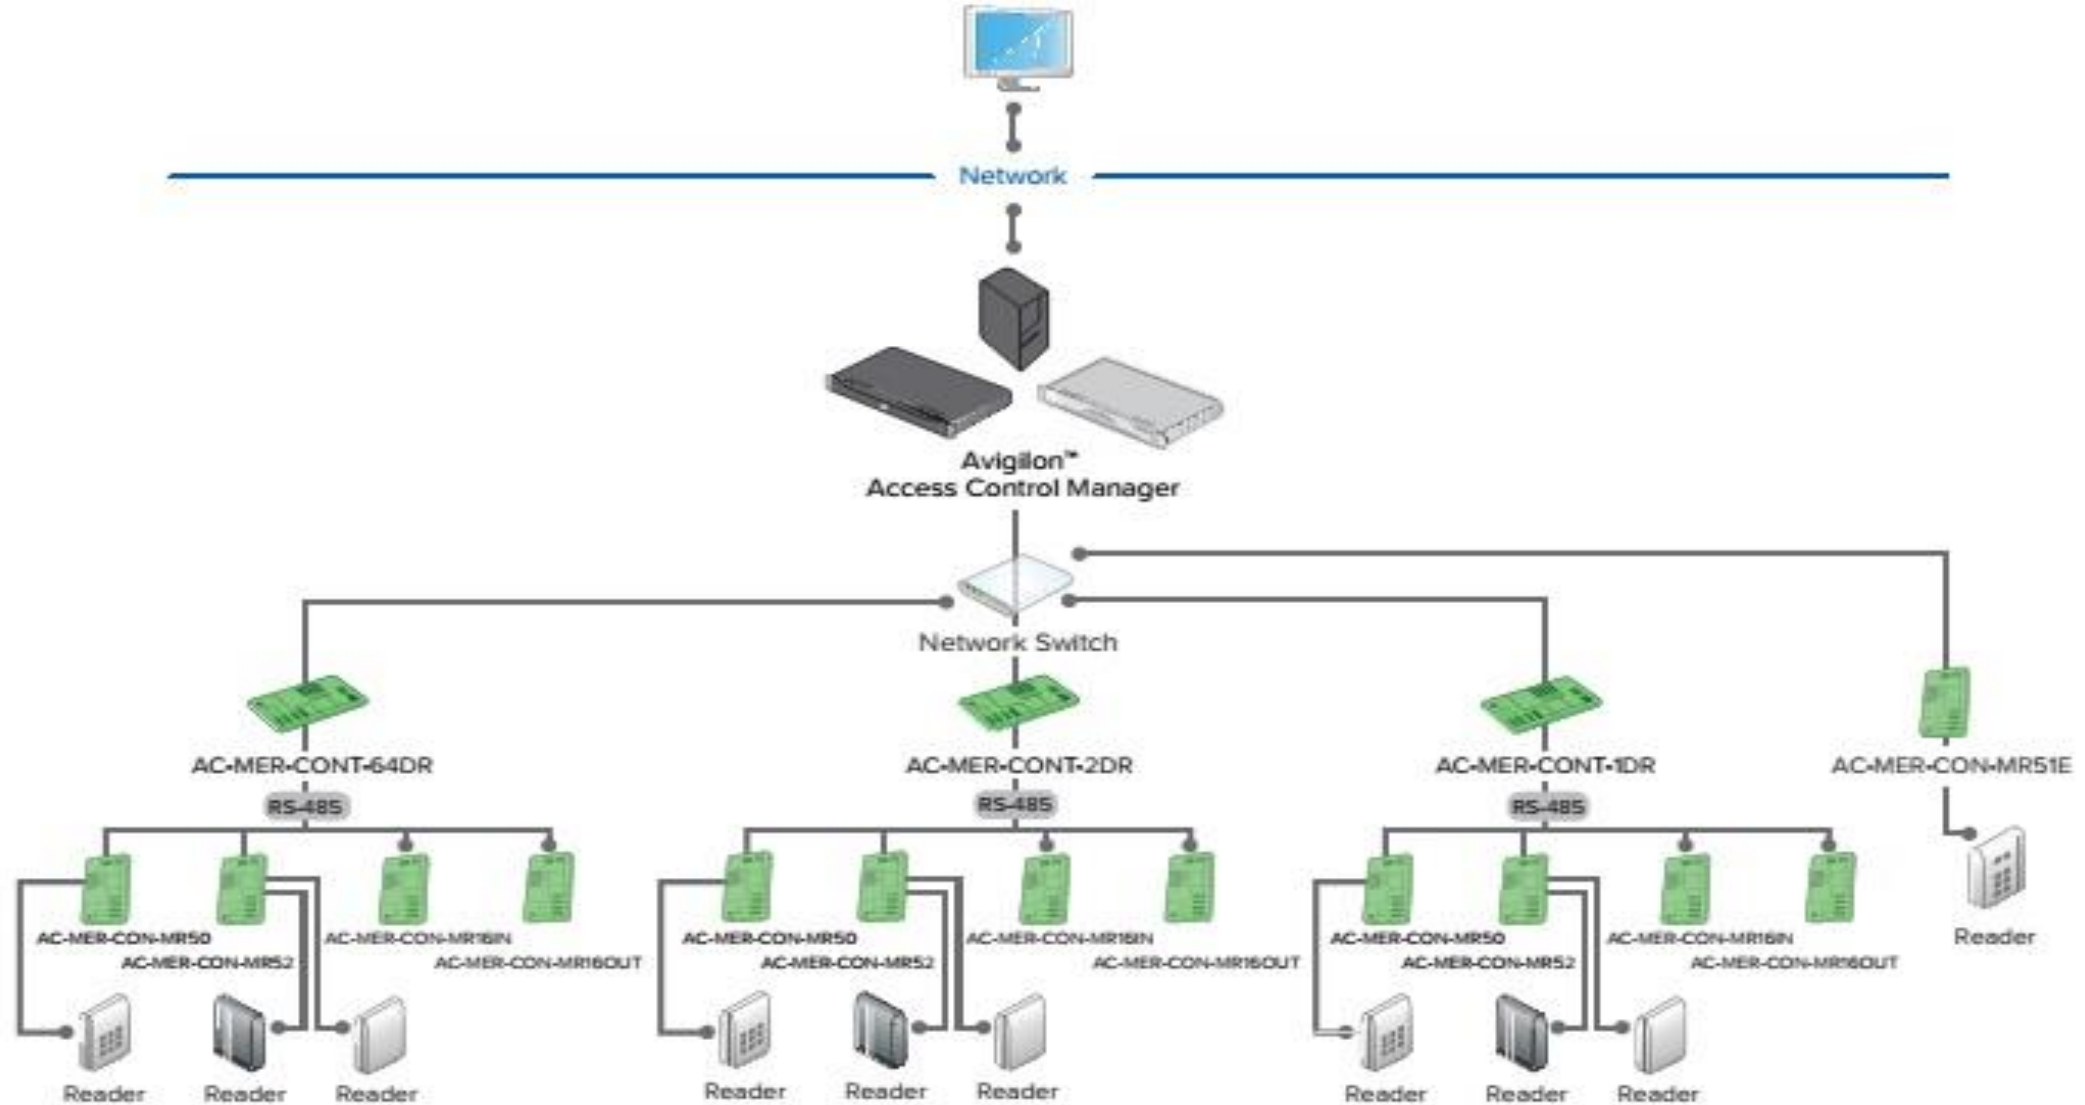 Network
Avigilon™
Access Control Manager
Network Switch
AC-MER-CONT-64DR
AC-MER-CONT-2DR
AC-MER-CONT-1DR
AC-MER-CON-MR51E
RS-485
RS-485
RS-485
AC-MER-CON-MR50
AC-MER-CON-MR16IN
AC-MER-CON-MR50
AC-MER-CON-MR16IN
AC-MER-CON-MR50
AC-MER-CON-MR16IN
Reader
AC-MER-CON-MR52
AC-MER-CON-MR16OUT
AC-MER-CON-MR52
AC-MER-CON-MR16OUT
AC-MER-CON-MR52
AC-MER-CON-MR16OUT
Reader
Reader
Reader
Reader
Reader
Reader
Reader
Reader
Reader